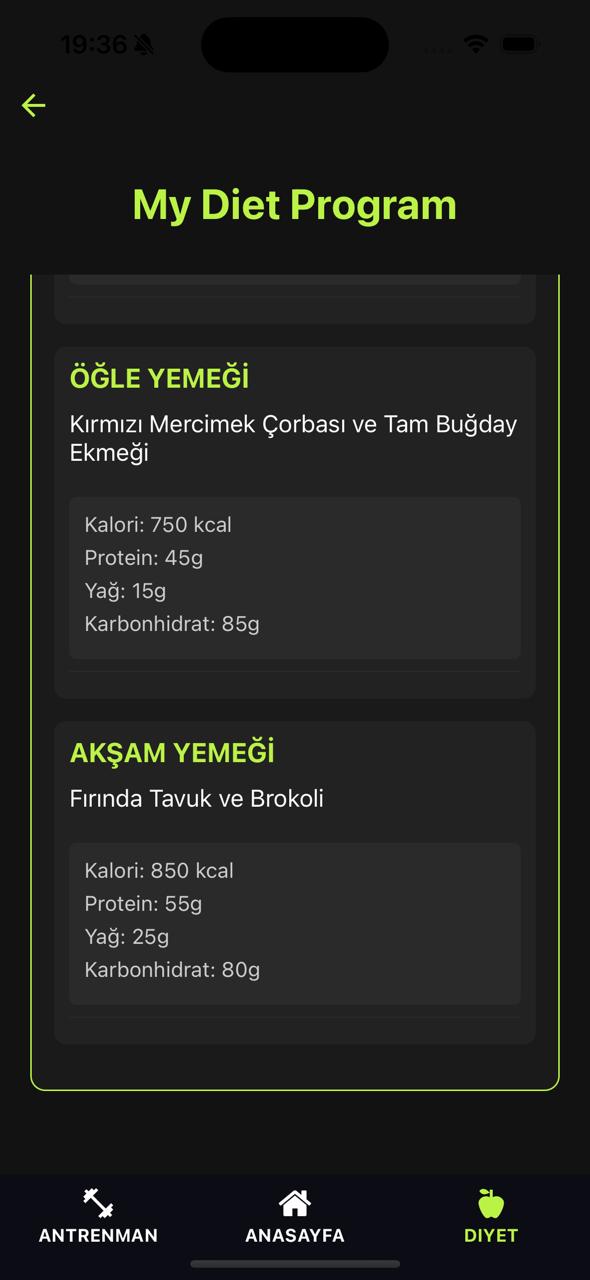 19:36
My Diet Program
ÖĞLE YEMEĞİ
Kırmızı Mercimek Çorbası ve Tam Buğday
Ekmeği
Kalori: 750 kcal
Protein: 45g
Yağ: 15g
Karbonhidrat: 85g
AKŞAM YEMEĞİ
Fırında Tavuk ve Brokoli
Kalori: 850 kcal
Protein: 55g
Yağ: 25g
Karbonhidrat: 80g
ANTRENMAN
ANASAYFA
DIYET